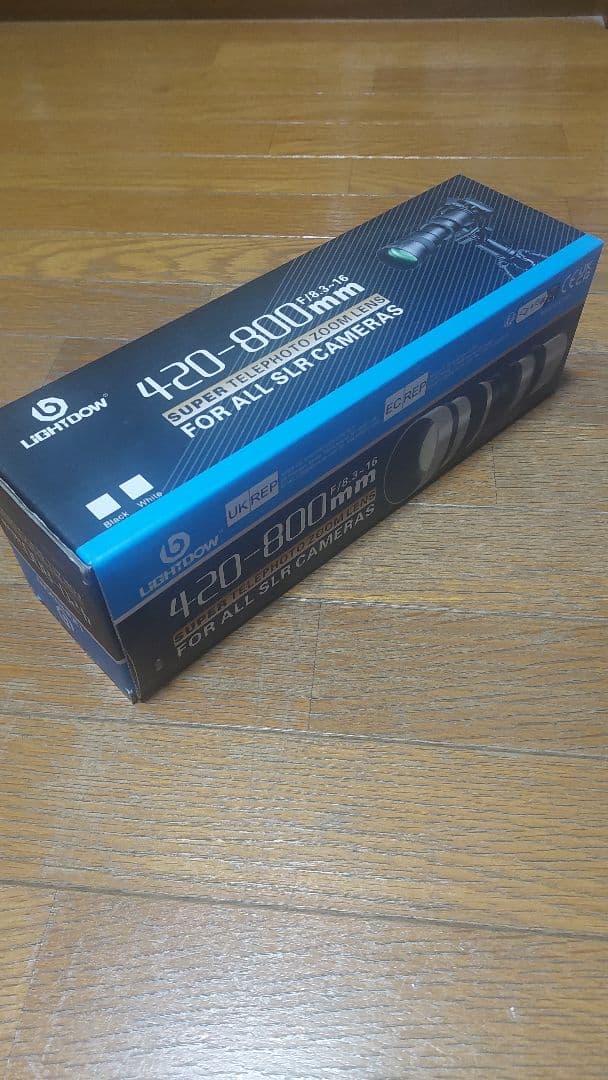 LIGHTDOW®
420-800mm
F/8.3~16
SUPER TELEPHOTO ZOOM LENS
FOR ALL SLR CAMERAS
Black
White
UK REP
EC REP
LIGHTDOW®
420-800mm
F/8.3~16
SUPER TELEPHOTO ZOOM LENS
FOR ALL SLR CAMERAS